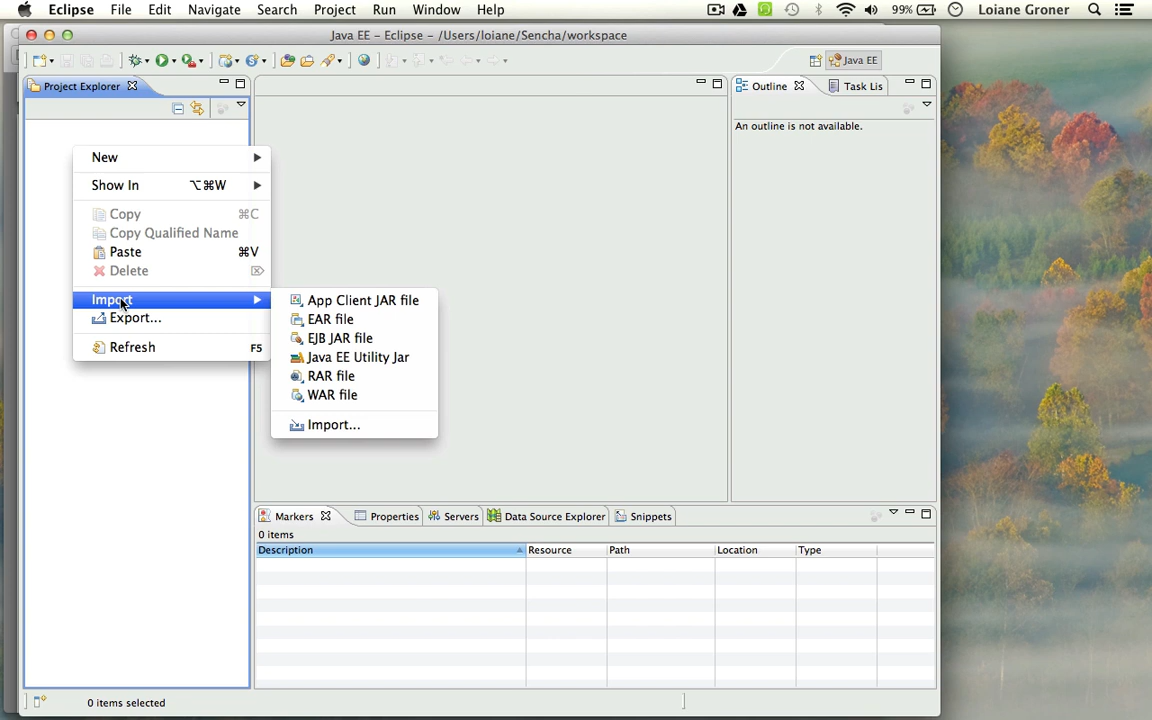 Eclipse File Edit Navigate Search Project Run Window Help 99% Loiane Groner
Java EE – Eclipse – /Users/loiane/Sencha/workspace
Java EE
Project Explorer
Outline Task Lis
An outline is not available.
New
Show In ⌥⌘W
Copy ⌘C
Copy Qualified Name
Paste ⌘V
Delete ⌦
Import
Export...
Refresh F5
App Client JAR file
EAR file
EJB JAR file
Java EE Utility Jar
RAR file
WAR file
Import...
Markers Properties Servers Data Source Explorer Snippets
0 items
Description Resource Path Location Type
0 items selected